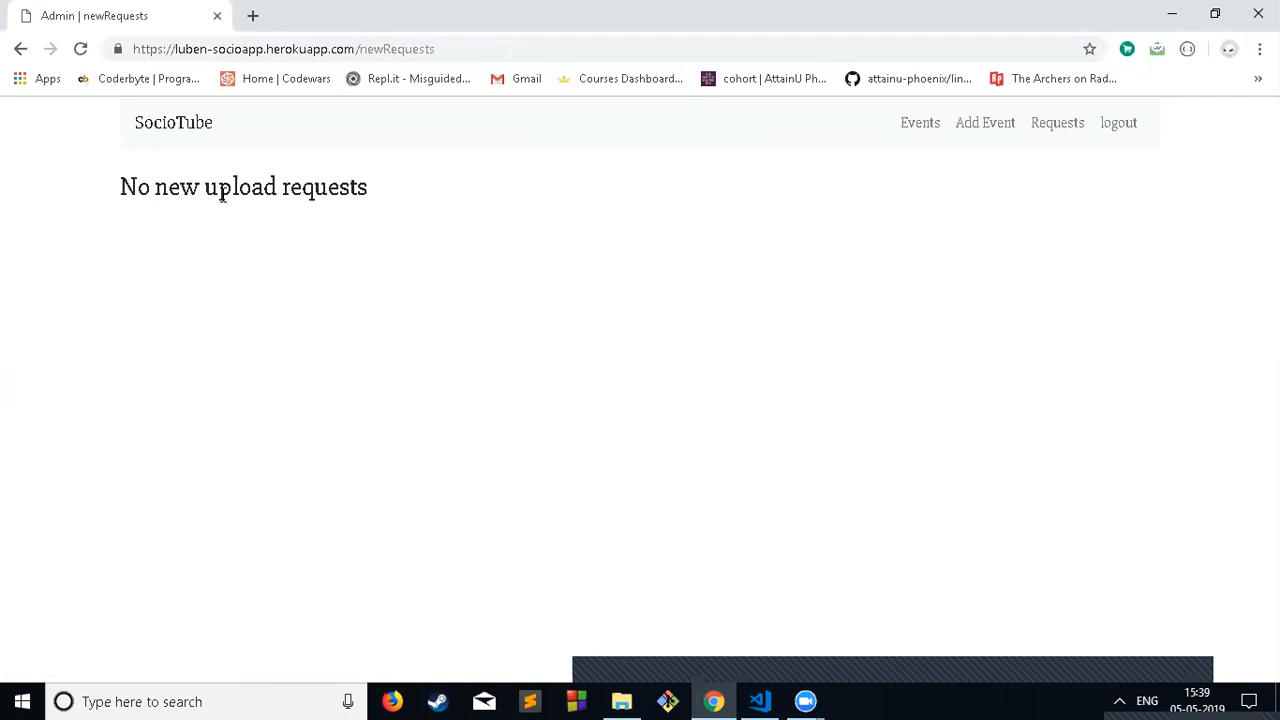 Admin | newRequests
https://luben-socioapp.herokuapp.com/newRequests
Apps Coderbyte | Progra... Home | Codewars Repl.it - Misguided... Gmail Courses Dashboard... cohort | AttainU Ph... attainu-phoenix/lin... The Archers on Rad... »
SocioTube Events Add Event Requests logout
No new upload requests
Type here to search ENG 15:39
05-05-2019